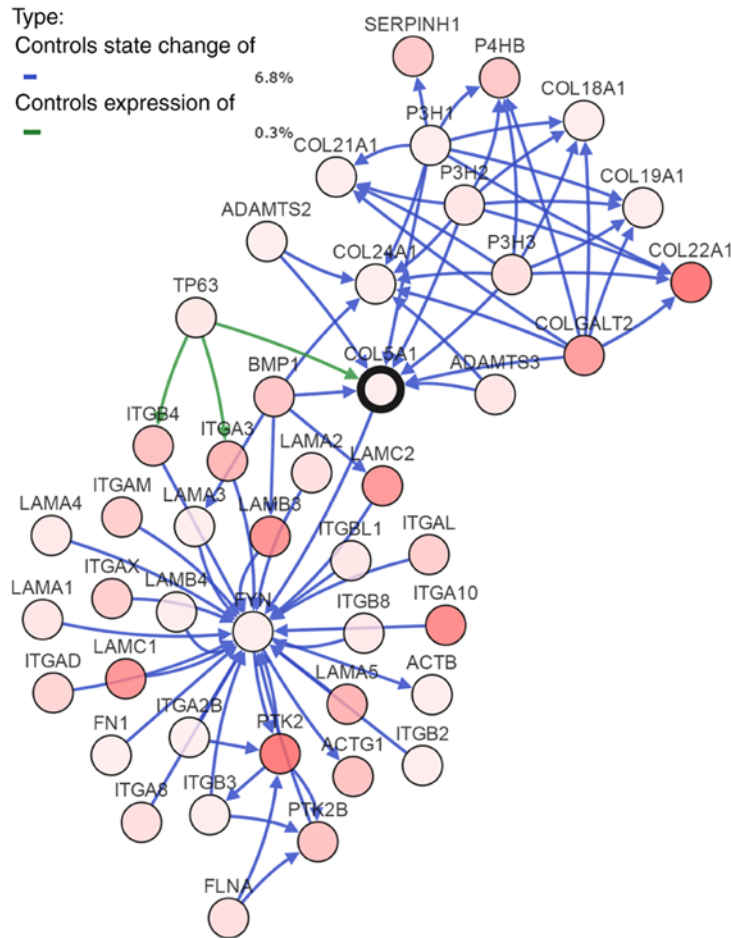 Type:
Controls state change of
6.8%
Controls expression of
0.3%
SERPINH1
P4HB
COL18A1
P3H1
COL21A1
P3H2
COL19A1
ADAMTS2
COL24A1
P3H3
COL22A1
TP63
COLGALT2
BMP1
COL5A1
ADAMTS3
ITGB4
ITGA3
LAMA2
LAMC2
ITGAM
LAMA3
LAMB3
LAMA4
ITGBL1
ITGAL
ITGAX
LAMB4
LAMA1
FYN
ITGB8
ITGA10
ITGAD
LAMC1
LAMA5
ACTB
FN1
ITGA2B
PTK2
ACTG1
ITGB2
ITGA8
ITGB3
PTK2B
FLNA